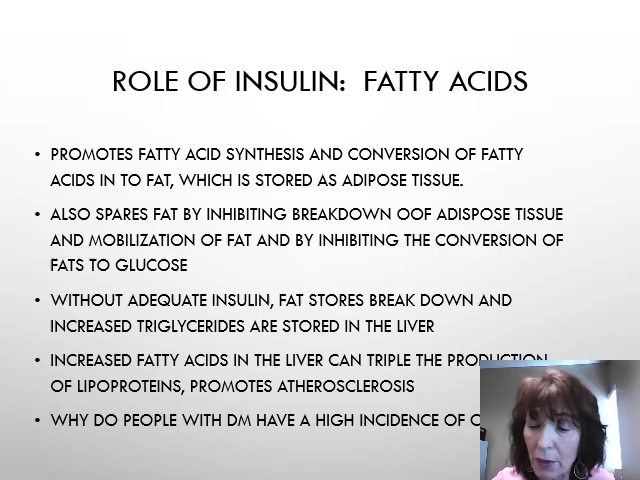 ROLE OF INSULIN: FATTY ACIDS
• PROMOTES FATTY ACID SYNTHESIS AND CONVERSION OF FATTY
ACIDS IN TO FAT, WHICH IS STORED AS ADIPOSE TISSUE.
• ALSO SPARES FAT BY INHIBITING BREAKDOWN OOF ADISPOSE TISSUE
AND MOBILIZATION OF FAT AND BY INHIBITING THE CONVERSION OF
FATS TO GLUCOSE
• WITHOUT ADEQUATE INSULIN, FAT STORES BREAK DOWN AND
INCREASED TRIGLYCERIDES ARE STORED IN THE LIVER
• INCREASED FATTY ACIDS IN THE LIVER CAN TRIPLE THE PRODUCTION
OF LIPOPROTEINS, PROMOTES ATHEROSCLEROSIS
• WHY DO PEOPLE WITH DM HAVE A HIGH INCIDENCE OF